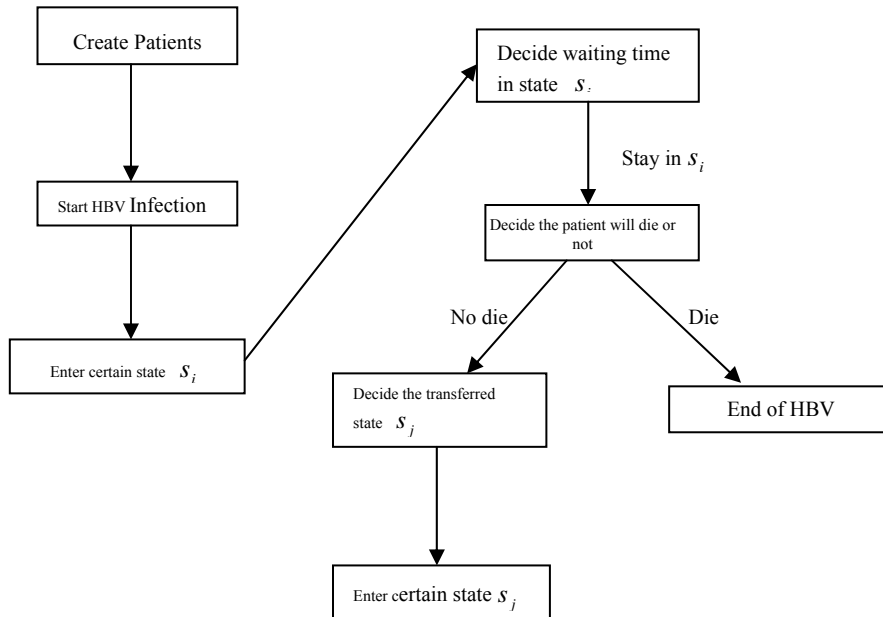 Create Patients
Start HBV Infection
Enter certain state s_i
Decide waiting time
in state s_i
Stay in s_i
Decide the patient will die or
not
No die
Die
Decide the transferred
state s_j
End of HBV
Enter certain state s_j